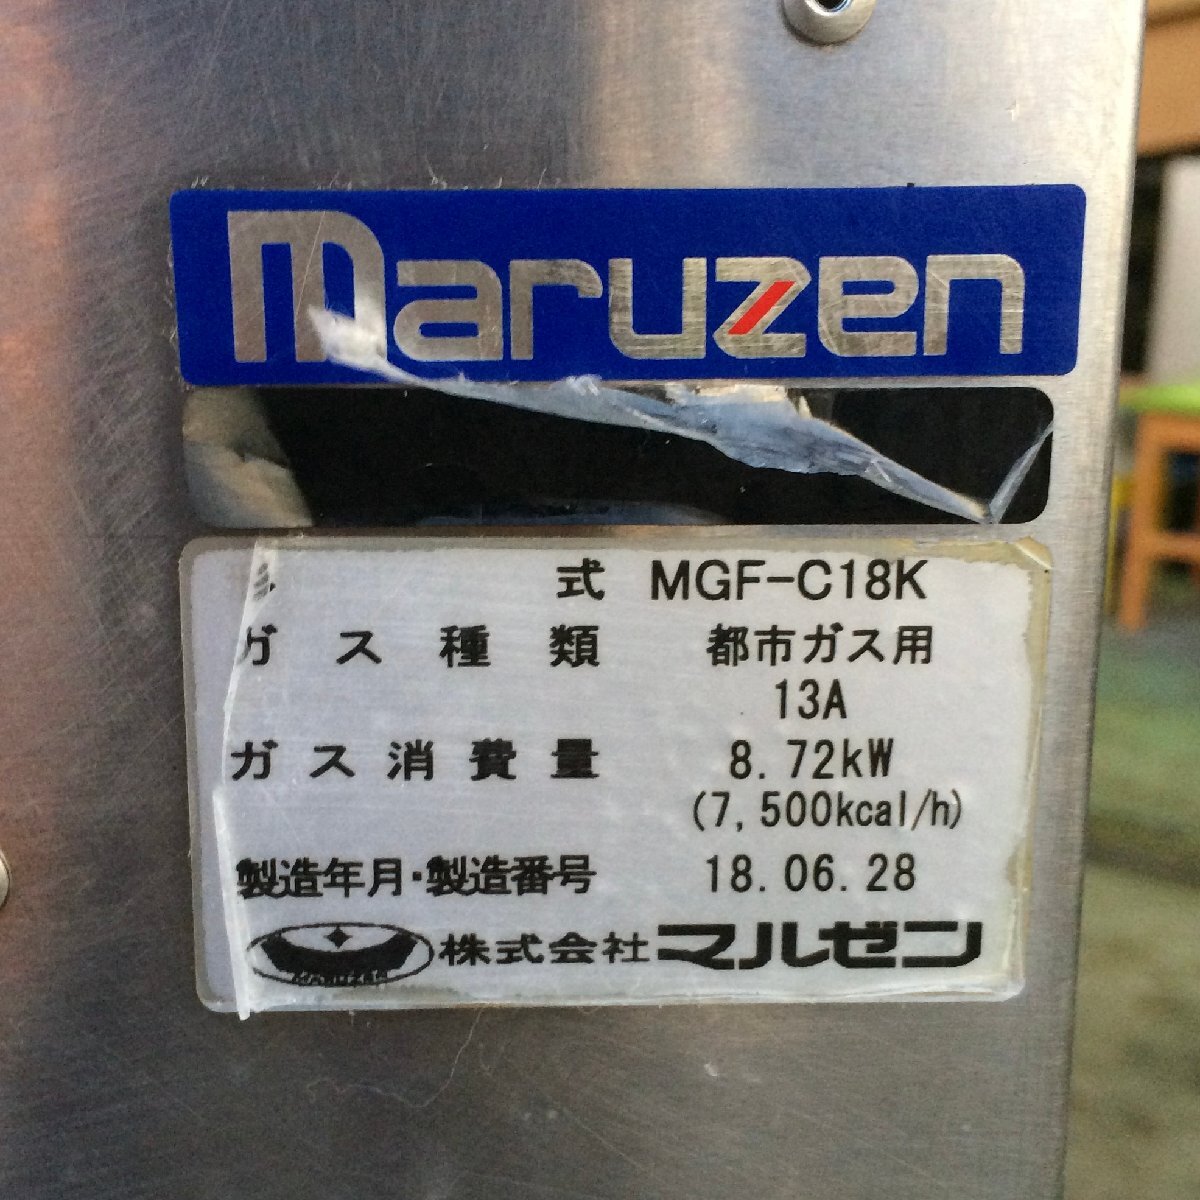 maruzen
式 MGF-C18K
ガス種類 都市ガス用
13A
ガス消費量 8.72kW
(7,500kcal/h)
製造年月・製造番号 18.06.28
株式会社マルゼン